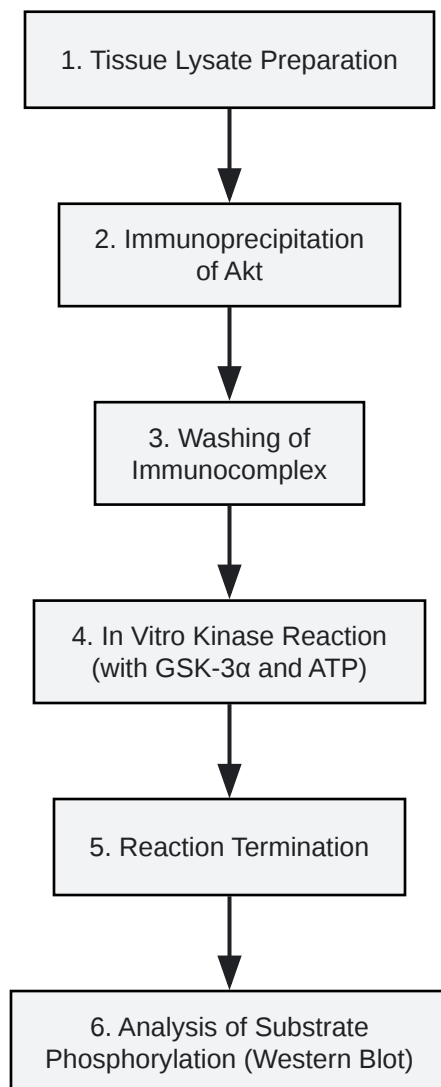 1. Tissue Lysate Preparation
2. Immunoprecipitation
of Akt
3. Washing of
Immunocomplex
4. In Vitro Kinase Reaction
(with GSK-3α and ATP)
5. Reaction Termination
6. Analysis of Substrate
Phosphorylation (Western Blot)